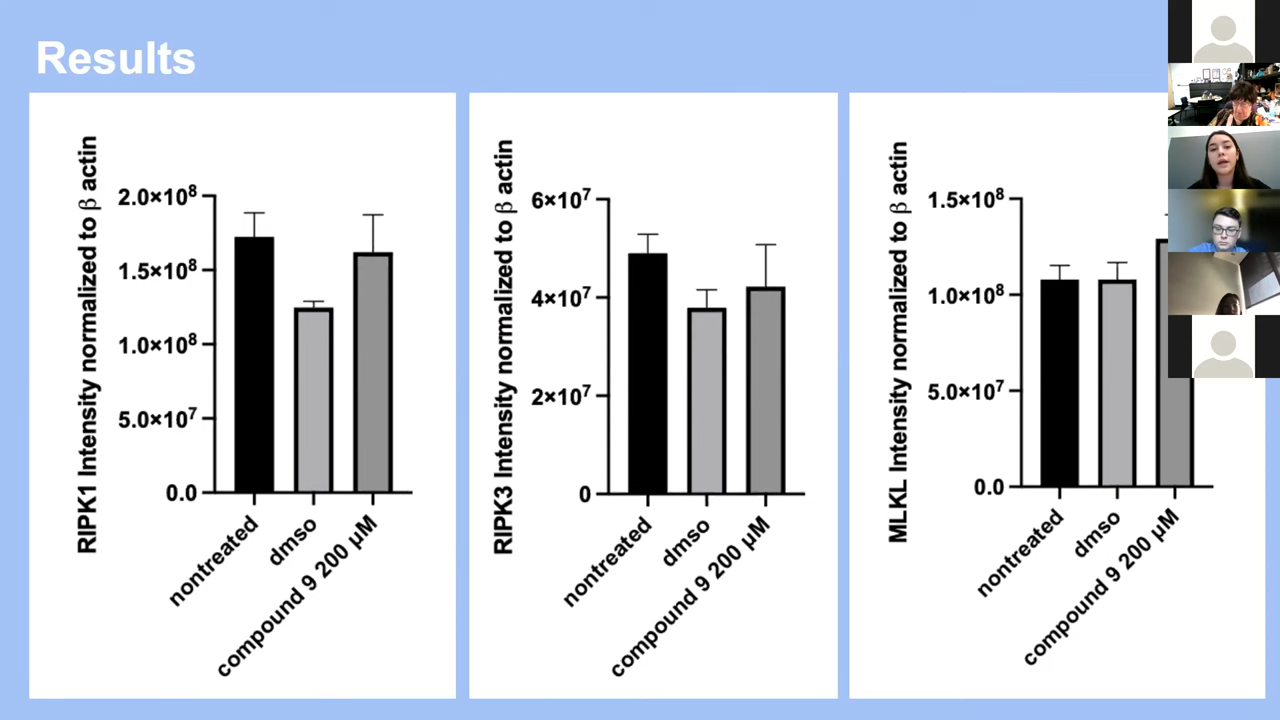 Results
RIPK1 Intensity normalized to β actin
2.0×10⁸
1.5×10⁸
1.0×10⁸
5.0×10⁷
0.0
nontreated
dmso
compound 9 200 μM
RIPK3 Intensity normalized to β actin
6×10⁷
4×10⁷
2×10⁷
0
nontreated
dmso
compound 9 200 μM
MLKL Intensity normalized to β actin
1.5×10⁸
1.0×10⁸
5.0×10⁷
0.0
nontreated
dmso
compound 9 200 μM